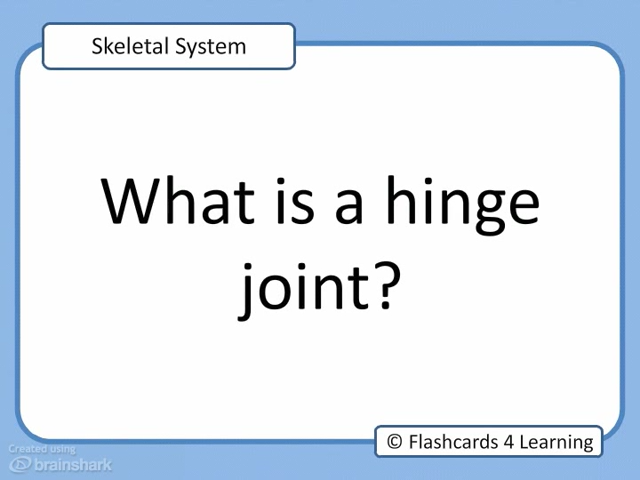 Skeletal System
What is a hinge
joint?
© Flashcards 4 Learning
Created using
brainshark